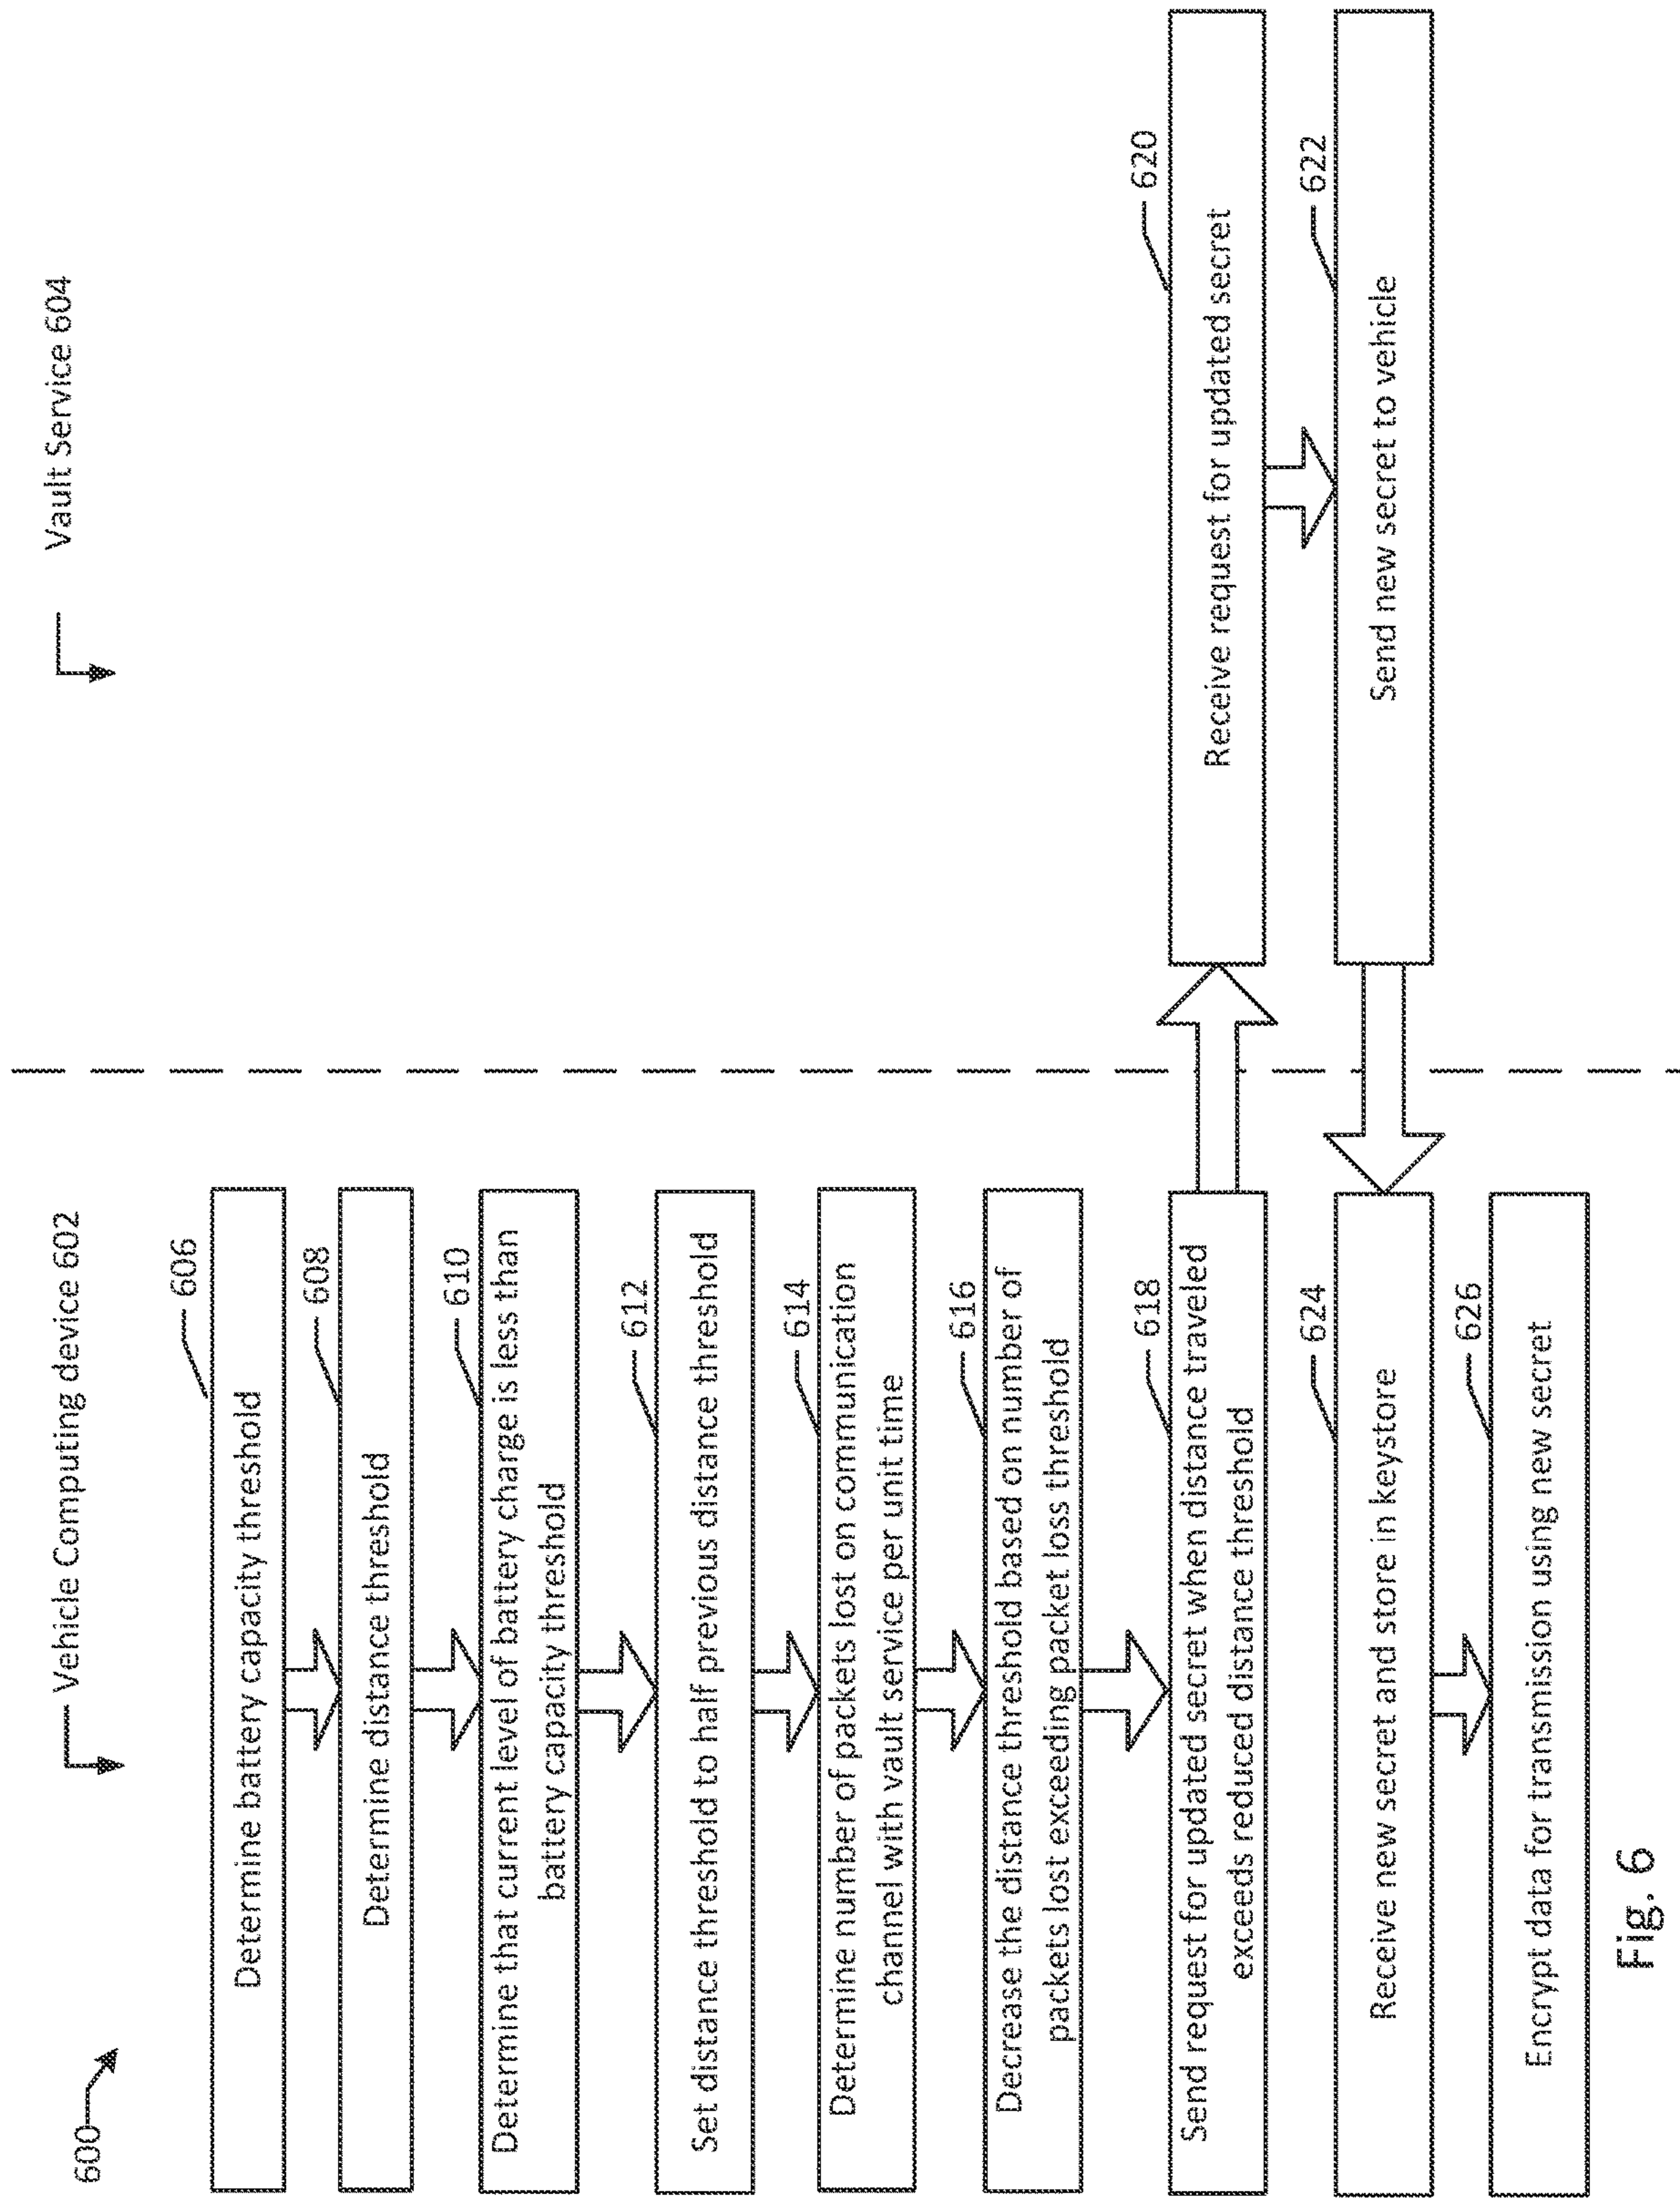 600
Vehicle Computing device 602
Vault Service 604
606
Determine battery capacity threshold
608
Determine distance threshold
610
Determine that current level of battery charge is less than
battery capacity threshold
612
Set distance threshold to half previous distance threshold
614
Determine number of packets lost on communication
channel with vault service per unit time
616
Decrease the distance threshold based on number of
packets lost exceeding packet loss threshold
618
Send request for updated secret when distance traveled
exceeds reduced distance threshold
620
Receive request for updated secret
622
Send new secret to vehicle
624
Receive new secret and store in keystore
626
Encrypt data for transmission using new secret
Fig. 6